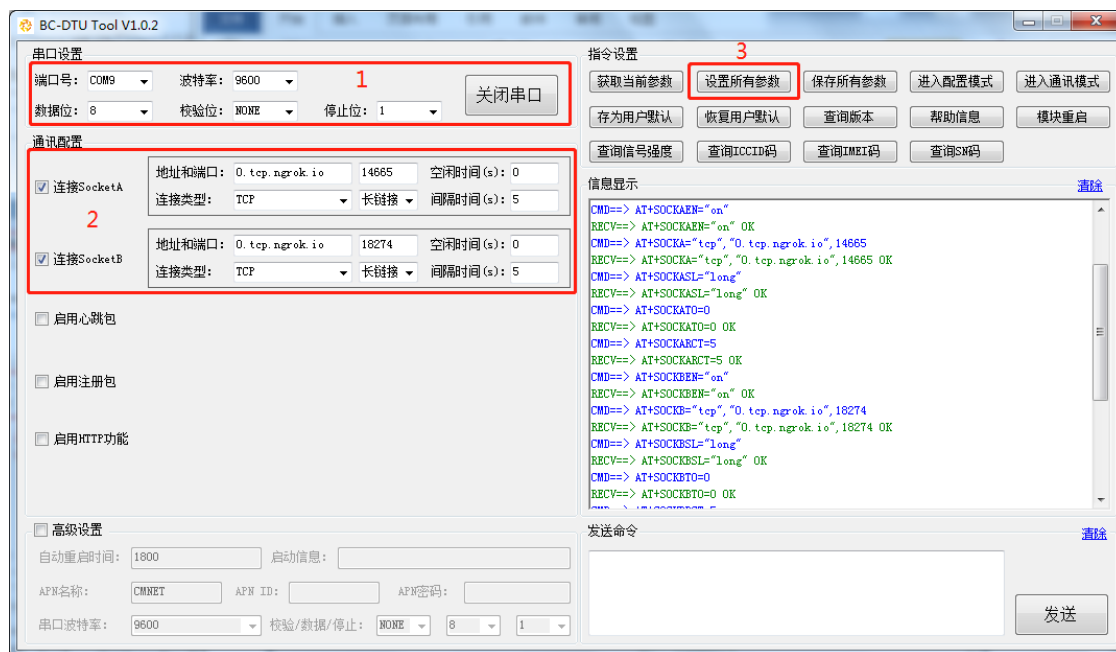 BC-DTU Tool V1.0.2
串口设置
端口号: COM9 波特率: 9600 1 关闭串口
数据位: 8 校验位: NONE 停止位: 1
通讯配置
连接SocketA 地址和端口: 0.tcp.ngrok.io 14665 空闲时间(s): 0
连接类型: TCP 长链接 间隔时间(s): 5
2
连接SocketB 地址和端口: 0.tcp.ngrok.io 18274 空闲时间(s): 0
连接类型: TCP 长链接 间隔时间(s): 5
启用心跳包
启用注册包
启用HTTP功能
高级设置
自动重启时间: 1800 启动信息:
APN名称: CMNET APN ID: APN密码:
串口波特率: 9600 校验/数据/停止: NONE 8 1
指令设置 3
获取当前参数 设置所有参数 保存所有参数 进入配置模式 进入通讯模式
存为用户默认 恢复用户默认 查询版本 帮助信息 模块重启
查询信号强度 查询ICCID码 查询IMEI码 查询SN码
信息显示 清除
CMD==> AT+SOCKAEN="on"
RECV==> AT+SOCKAEN="on" OK
CMD==> AT+SOCKA="tcp","0.tcp.ngrok.io",14665
RECV==> AT+SOCKA="tcp","0.tcp.ngrok.io",14665 OK
CMD==> AT+SOCKASL="long"
RECV==> AT+SOCKASL="long" OK
CMD==> AT+SOCKATO=0
RECV==> AT+SOCKATO=0 OK
CMD==> AT+SOCKARCT=5
RECV==> AT+SOCKARCT=5 OK
CMD==> AT+SOCKBEN="on"
RECV==> AT+SOCKBEN="on" OK
CMD==> AT+SOCKB="tcp","0.tcp.ngrok.io",18274
RECV==> AT+SOCKB="tcp","0.tcp.ngrok.io",18274 OK
CMD==> AT+SOCKBSL="long"
RECV==> AT+SOCKBSL="long" OK
CMD==> AT+SOCKBTO=0
RECV==> AT+SOCKBTO=0 OK
发送命令 清除
发送